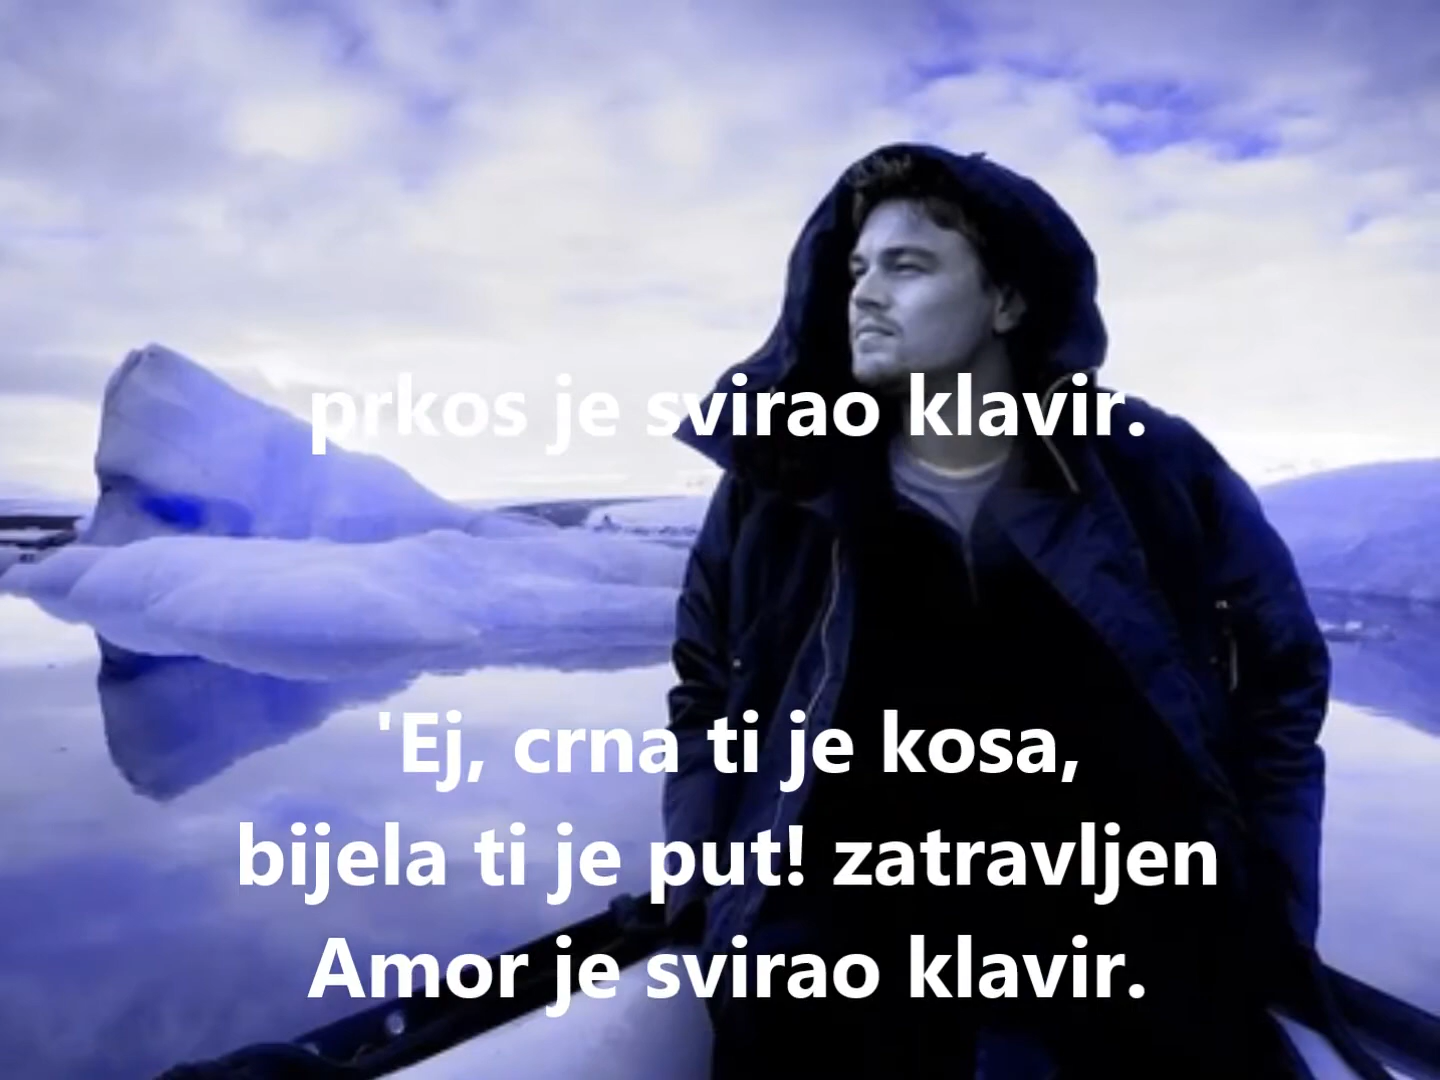 prkos je svirao klavir.
'Ej, crna ti je kosa,
bijela ti je put! zatravljen
Amor je svirao klavir.